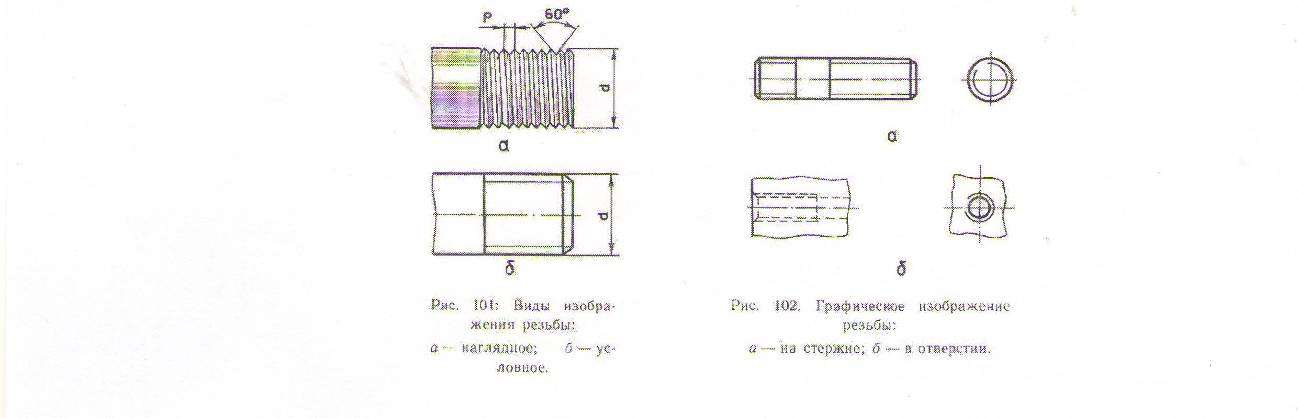 P 60°
d
а
d
б
Рис. 101: Виды изобра-
жения резьбы:
а — наглядное; б — ус-
ловное.
а
б
Рис. 102. Графическое изображение
резьбы:
а — на стержне; б — в отверстии.